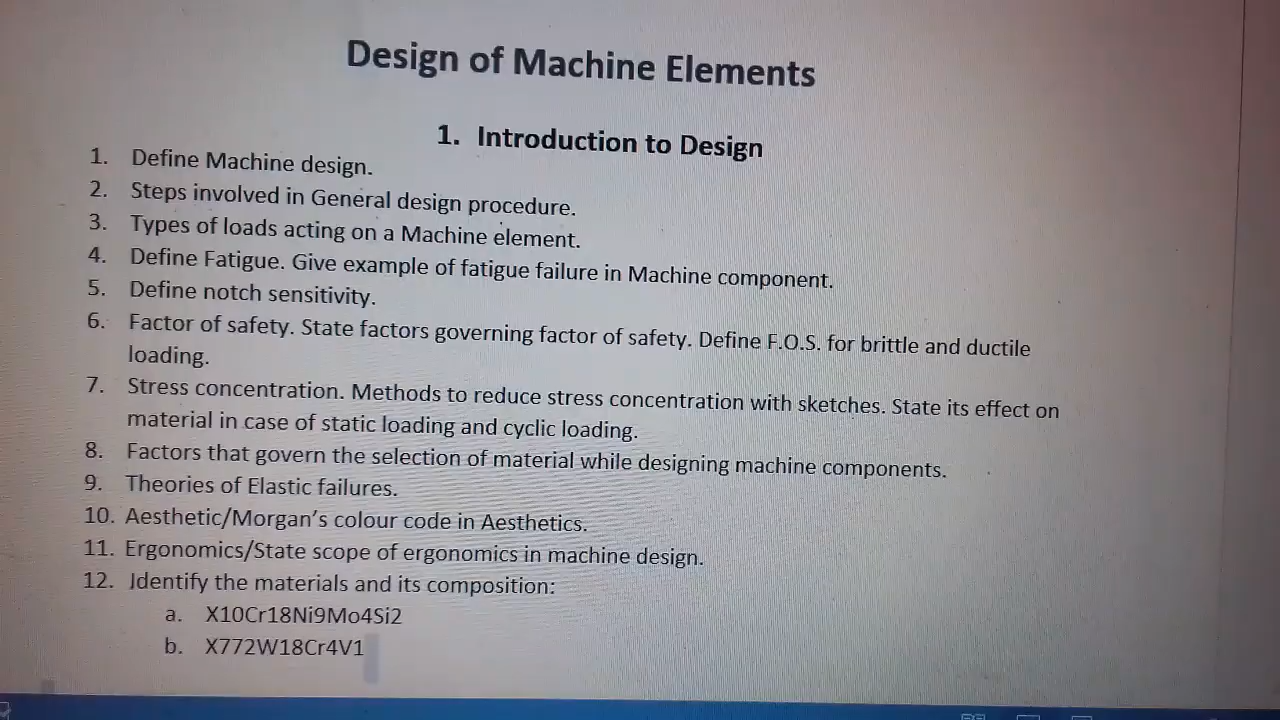 Design of Machine Elements
1. Introduction to Design
1. Define Machine design.
2. Steps involved in General design procedure.
3. Types of loads acting on a Machine element.
4. Define Fatigue. Give example of fatigue failure in Machine component.
5. Define notch sensitivity.
6. Factor of safety. State factors governing factor of safety. Define F.O.S. for brittle and ductile
loading.
7. Stress concentration. Methods to reduce stress concentration with sketches. State its effect on
material in case of static loading and cyclic loading.
8. Factors that govern the selection of material while designing machine components.
9. Theories of Elastic failures.
10. Aesthetic/Morgan's colour code in Aesthetics.
11. Ergonomics/State scope of ergonomics in machine design.
12. Identify the materials and its composition:
a. X10Cr18Ni9Mo4Si2
b. X772W18Cr4V1